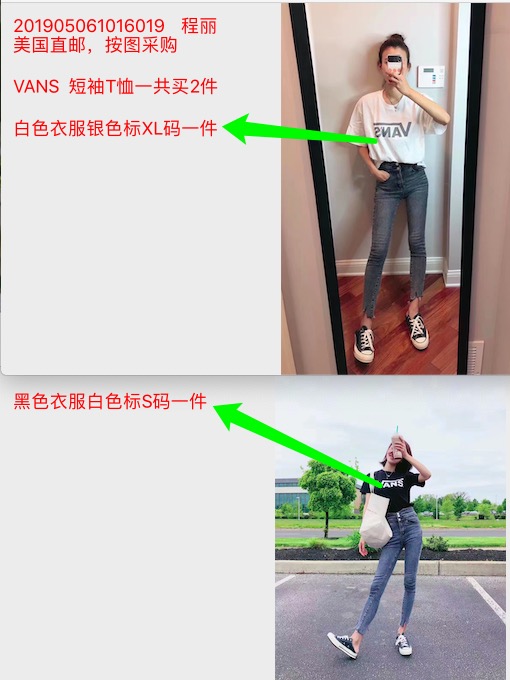 201905061016019 程丽
美国直邮，按图采购
VANS 短袖T恤一共买2件
白色衣服银色标XL码一件
VANS
黑色衣服白色标S码一件
VANS